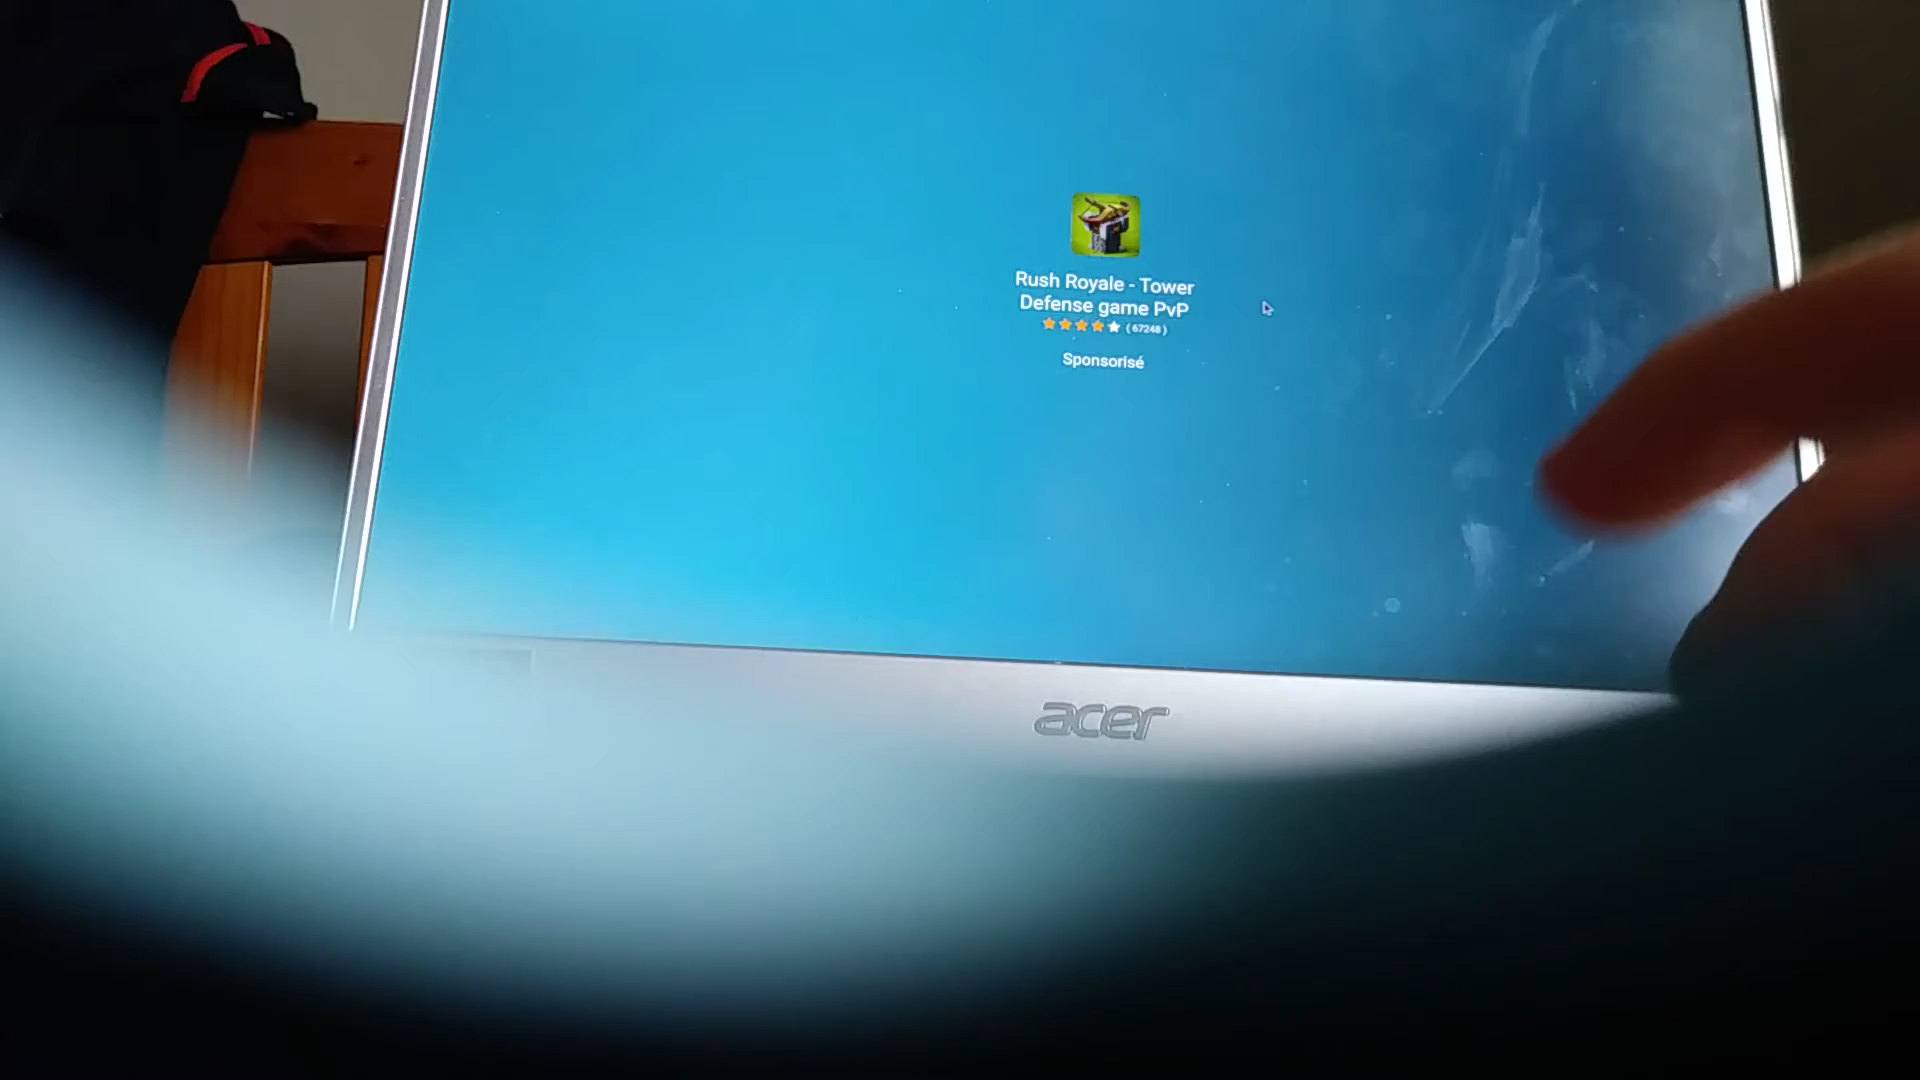 Rush Royale - Tower
Defense game PvP
(67248)
Sponsorisé
acer